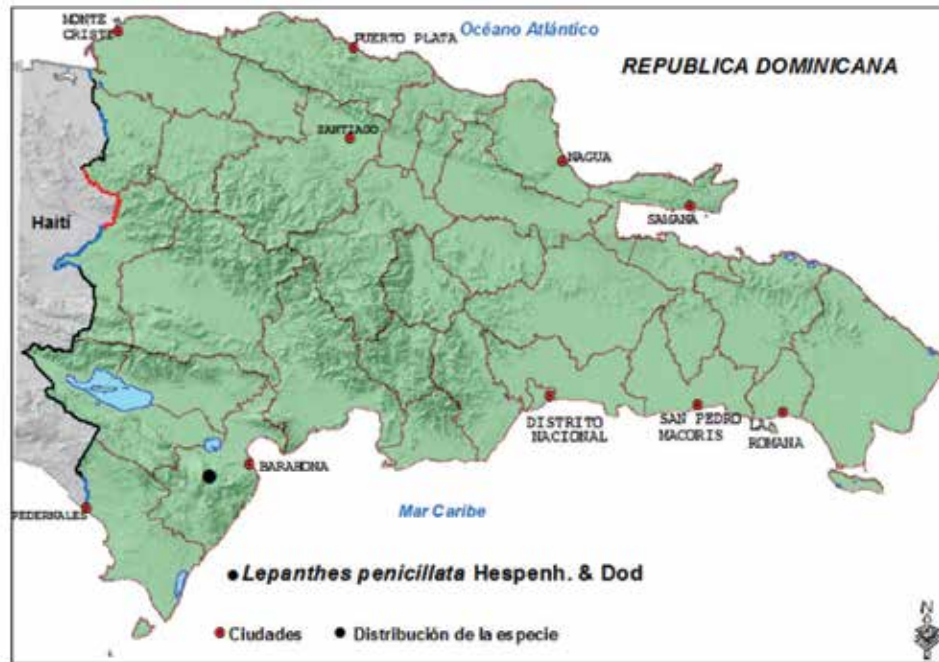 MONTE
CRISTI
PUERTO PLATA
Océano Atlántico
REPUBLICA DOMINICANA
SANTIAGO
NAGUA
SAMANA
Haití
DISTRITO
NACIONAL
SAN PEDRO
MACORIS
LA
ROMANA
BARAHONA
PEDERNALES
Mar Caribe
Lepanthes penicillata Hespenh. & Dod
Ciudades
Distribución de la especie
N